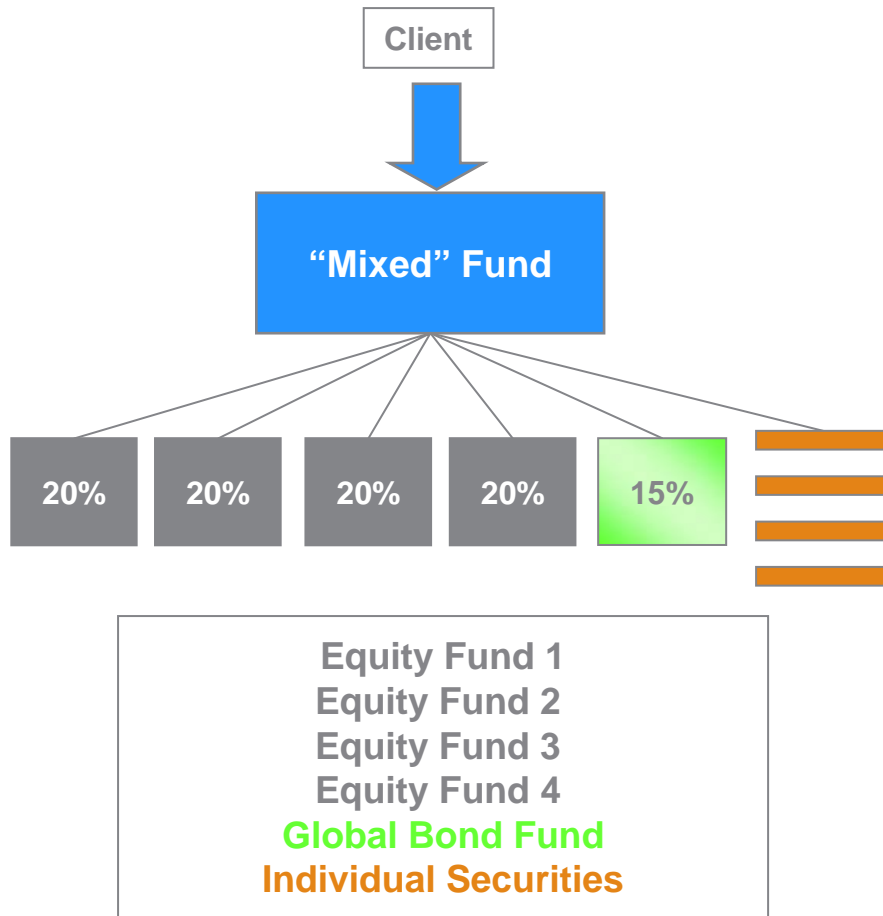 Client
“Mixed” Fund
20% 20% 20% 20% 15%
Equity Fund 1
Equity Fund 2
Equity Fund 3
Equity Fund 4
Global Bond Fund
Individual Securities